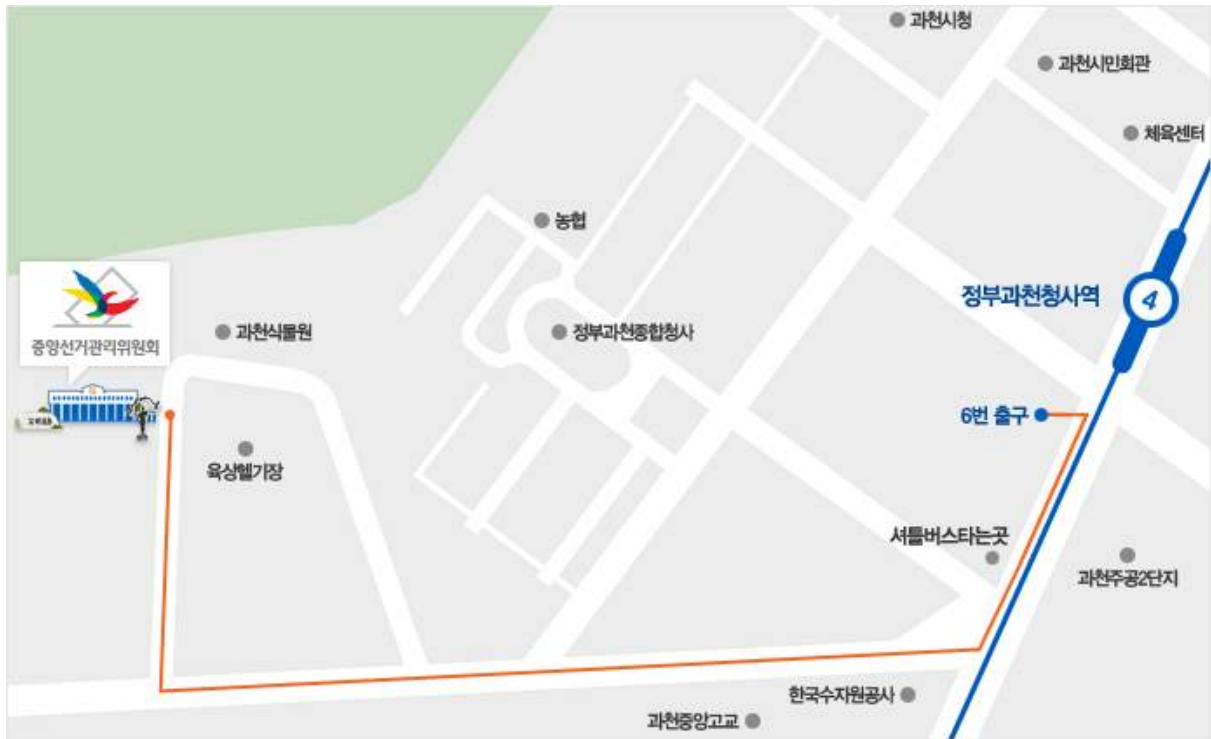 과천시청
과천시민회관
체육센터
농협
정부과천청사역
4
중앙선거관리위원회
과천식물원
정부과천종합청사
6번 출구
육상헬기장
셔틀버스타는곳
과천주공2단지
한국수자원공사
과천중앙고교